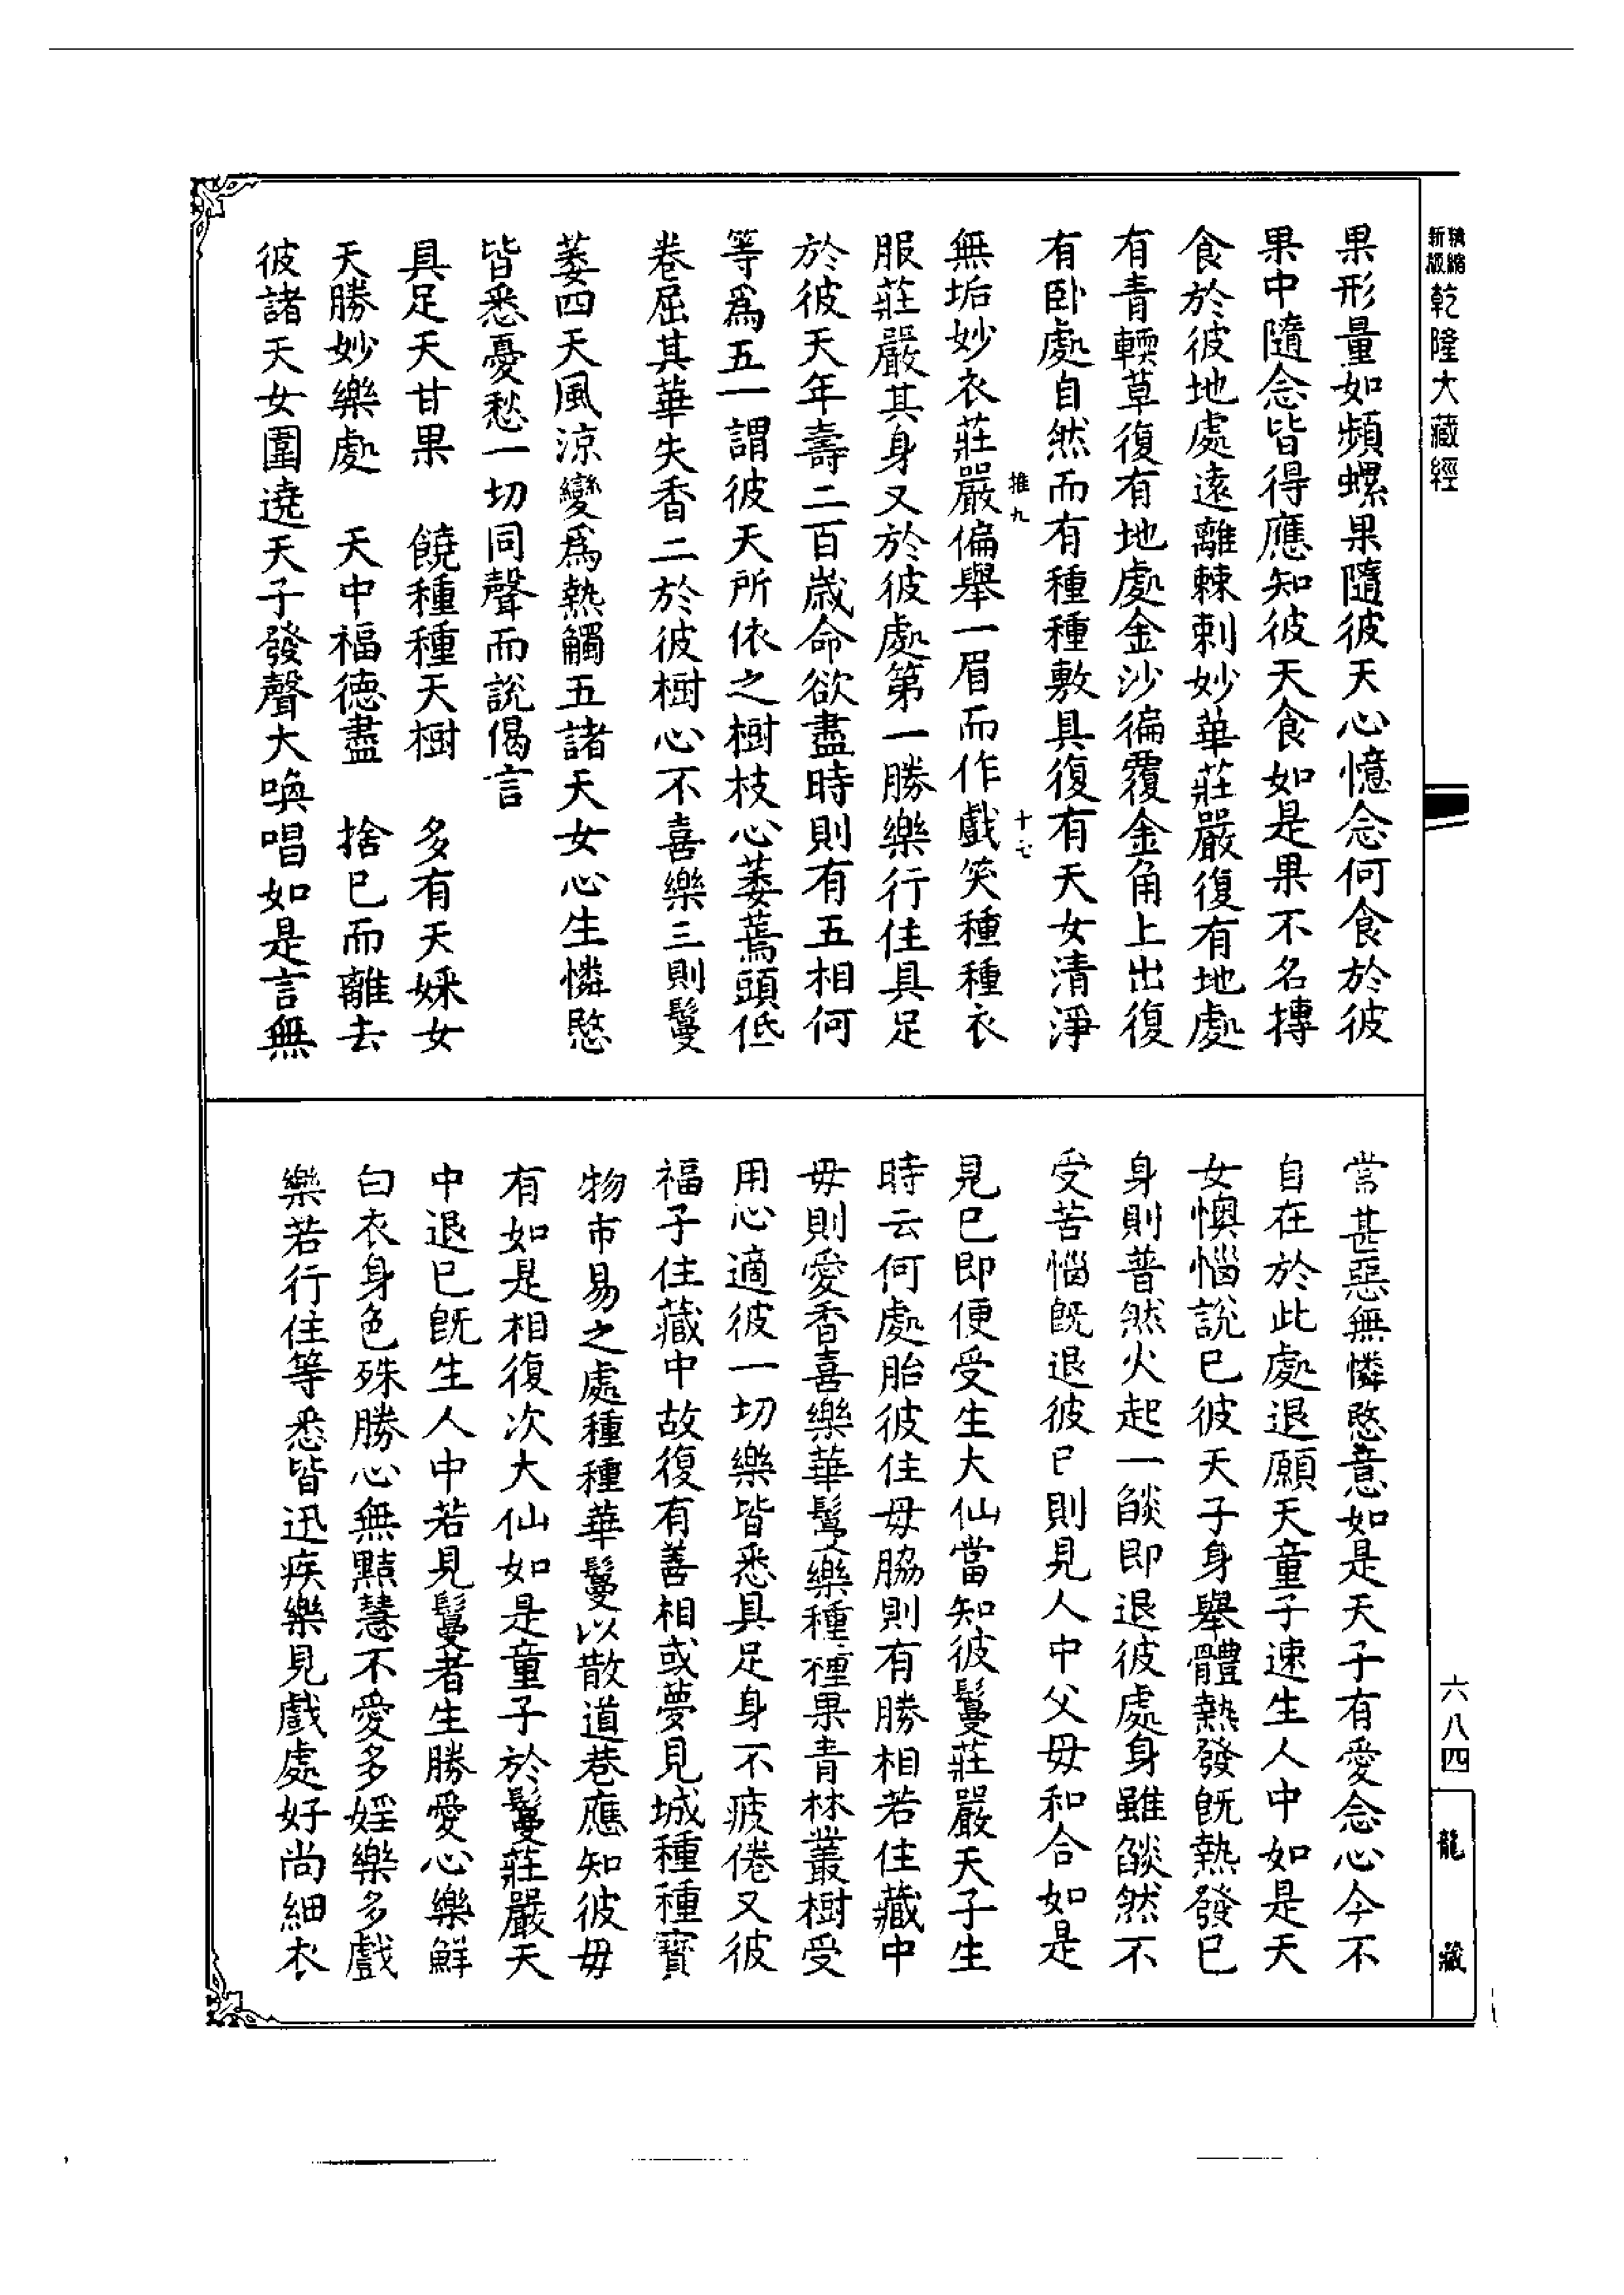 新縮
版縮乾隆大藏經
果形量如頻螺果隨彼天心憶念何食於彼
果中隨念皆得應知彼天食如是果不名摶
食於彼地處遠離棘刺妙華莊嚴復有地處
有青輭草復有地處金沙徧覆金角上出復
有卧處自然而有種種敷具復有天女清淨
推九
十七
無垢妙衣莊嚴偏舉一眉而作戲笑種種衣
服莊嚴其身又於彼處第一勝樂行住具足
於彼天年壽二百歲命欲盡時則有五相何
等爲五一謂彼天所依之樹枝心萎蔫頭低
卷屈其華失香二於彼樹心不喜樂三則鬘
萎四天風涼變爲熱觸五諸天女心生憐愍
皆悉憂愁一切同聲而說偈言
具足天甘果　饒種種天樹　多有天婇女
天勝妙樂處　天中福德盡　捨已而離去
彼諸天女圍遶天子發聲大喚唱如是言無
常甚惡無憐愍意如是天子有愛念心今不
自在於此處退願天童子速生人中如是天
女懊惱說已彼天子身舉體熱發旣熱發已
身則普然火起一燄即退彼處身雖燄然不
受苦惱旣退彼已則見人中父母和合如是
見已即便受生大仙當知彼鬘莊嚴天子生
時云何處胎彼住母脇則有勝相若住藏中
毋則愛香喜樂華鬘樂種種果青林叢樹受
用心適彼一切樂皆悉具足身不疲倦又彼
福子住藏中故復有善相或夢見城種種寶
物市易之處種種華鬘以散道巷應知彼毋
有如是相復次大仙如是童子於鬘莊嚴天
中退已旣生人中若見鬘者生勝愛心樂鮮
白衣身色殊勝心無黠慧不愛多婬樂多戲
樂若行住等悉皆迅疾樂見戲處好尚細衣
六八四
龍藏